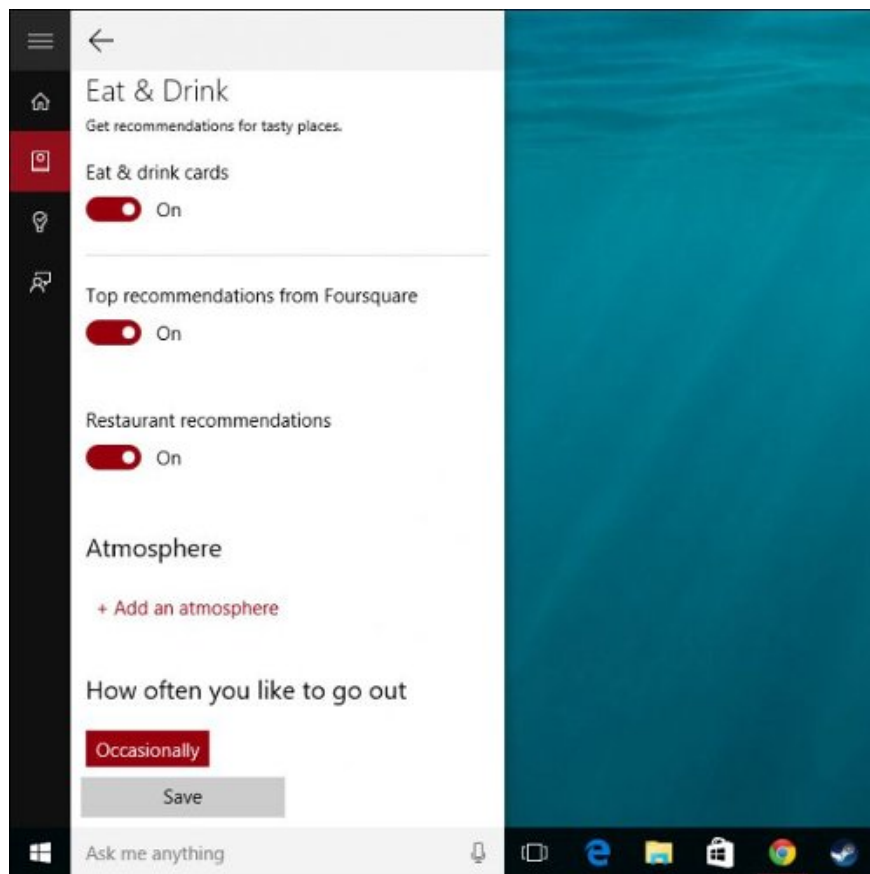 Eat & Drink
Get recommendations for tasty places.
Eat & drink cards
On
Top recommendations from Foursquare
On
Restaurant recommendations
On
Atmosphere
+ Add an atmosphere
How often you like to go out
Occasionally
Save
Ask me anything